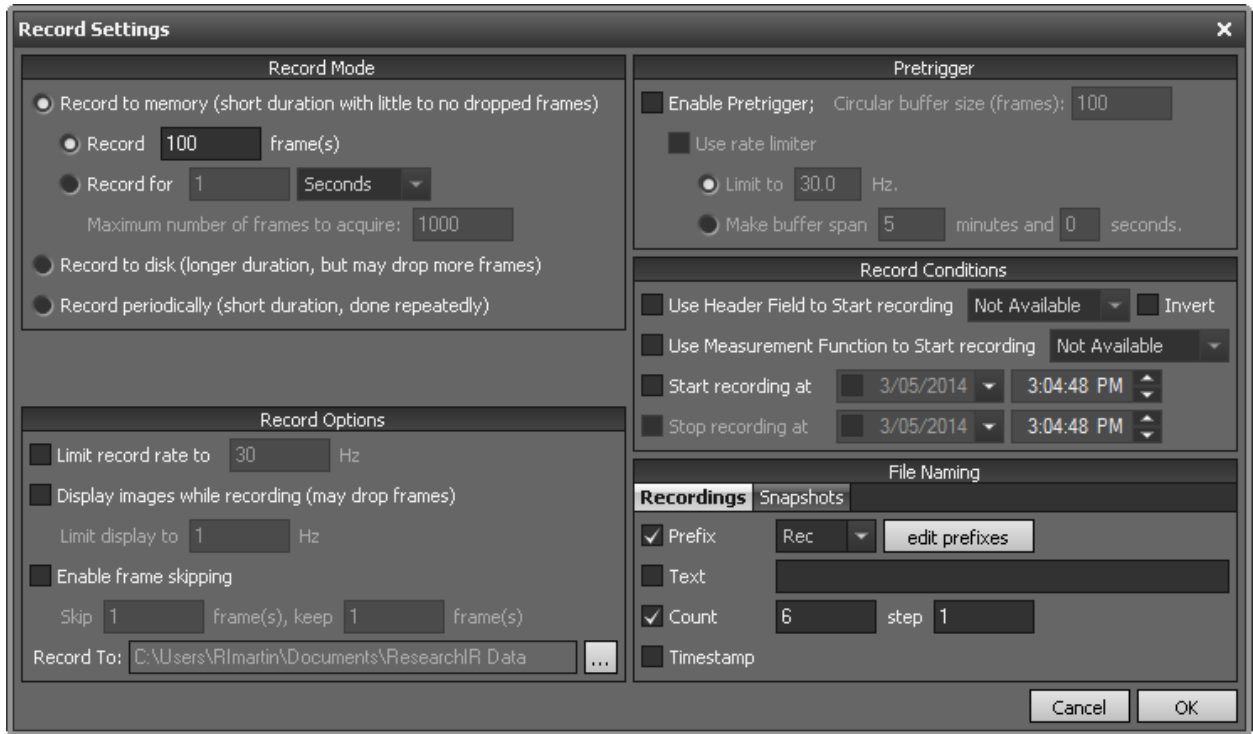 Record Settings
Record Mode
Record to memory (short duration with little to no dropped frames)
Record 100 frame(s)
Record for 1 Seconds
Maximum number of frames to acquire: 1000
Record to disk (longer duration, but may drop more frames)
Record periodically (short duration, done repeatedly)
Record Options
Limit record rate to 30 Hz
Display images while recording (may drop frames)
Limit display to 1 Hz
Enable frame skipping
Skip 1 frame(s), keep 1 frame(s)
Record To: C:\Users\RImartin\Documents\ResearchIR Data ...
Pretrigger
Enable Pretrigger; Circular buffer size (frames): 100
Use rate limiter
Limit to 30.0 Hz.
Make buffer span 5 minutes and 0 seconds.
Record Conditions
Use Header Field to Start recording Not Available Invert
Use Measurement Function to Start recording Not Available
Start recording at 3/05/2014 3:04:48 PM
Stop recording at 3/05/2014 3:04:48 PM
File Naming
Recordings Snapshots
Prefix Rec edit prefixes
Text
Count 6 step 1
Timestamp
Cancel OK